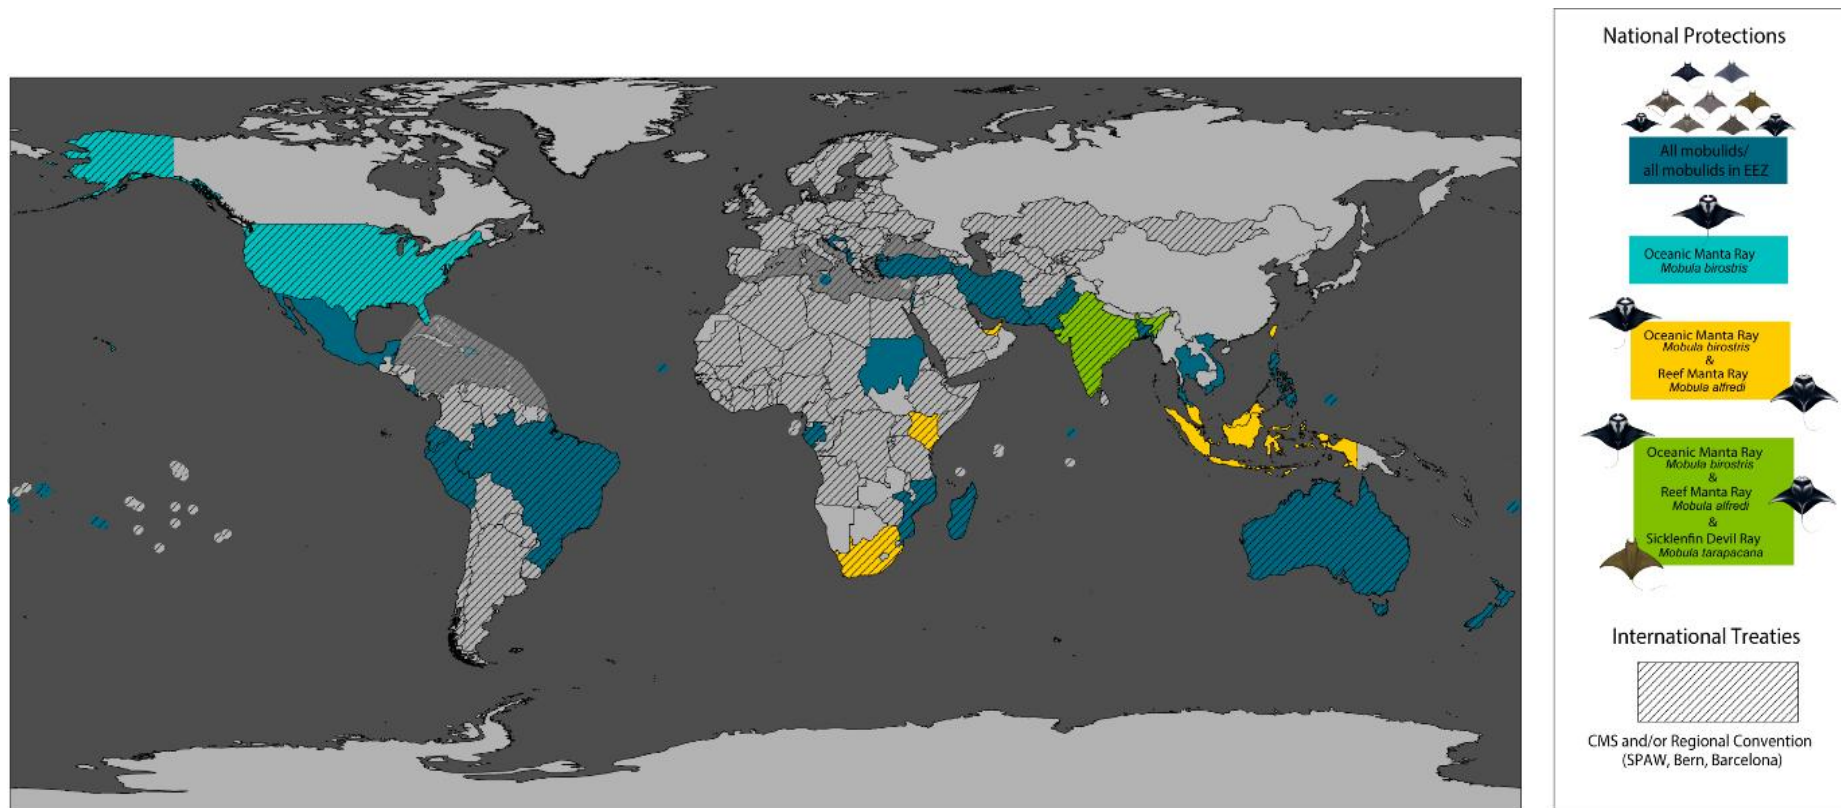 National Protections
All mobulids/
all mobulids in EEZ
Oceanic Manta Ray
Mobula birostris
Oceanic Manta Ray
Mobula birostris
&
Reef Manta Ray
Mobula alfredi
Oceanic Manta Ray
Mobula birostris
&
Reef Manta Ray
Mobula alfredi
&
Sicklenfin Devil Ray
Mobula tarapacana
International Treaties
CMS and/or Regional Convention
(SPAW, Bern, Barcelona)